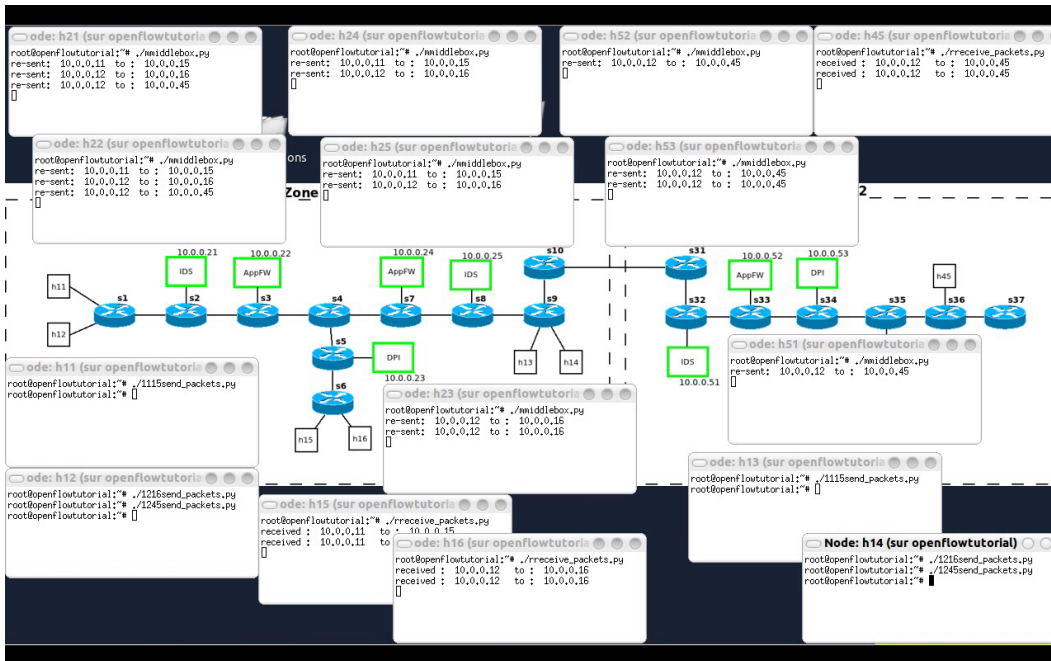 ode: h21 (sur openflowtutoria
root@openflowtutorial:~# ./mmiddlebox.py
re-sent: 10.0.0.11 to : 10.0.0.15
re-sent: 10.0.0.12 to : 10.0.0.16
re-sent: 10.0.0.12 to : 10.0.0.45
ode: h24 (sur openflowtutoria
root@openflowtutorial:~# ./mmiddlebox.py
re-sent: 10.0.0.11 to : 10.0.0.15
re-sent: 10.0.0.12 to : 10.0.0.16
ode: h52 (sur openflowtutoria
root@openflowtutorial:~# ./mmiddlebox.py
re-sent: 10.0.0.12 to : 10.0.0.45
ode: h45 (sur openflowtutoria
root@openflowtutorial:~# ./rreceive_packets.py
received : 10.0.0.12 to : 10.0.0.45
received : 10.0.0.12 to : 10.0.0.45
ode: h22 (sur openflowtutoria
root@openflowtutorial:~# ./mmiddlebox.py
re-sent: 10.0.0.11 to : 10.0.0.15
re-sent: 10.0.0.12 to : 10.0.0.16
re-sent: 10.0.0.12 to : 10.0.0.45
ons
ode: h25 (sur openflowtutoria
root@openflowtutorial:~# ./mmiddlebox.py
re-sent: 10.0.0.11 to : 10.0.0.15
re-sent: 10.0.0.12 to : 10.0.0.16
ode: h53 (sur openflowtutoria
root@openflowtutorial:~# ./mmiddlebox.py
re-sent: 10.0.0.12 to : 10.0.0.45
re-sent: 10.0.0.12 to : 10.0.0.45
Zone
2
10.0.0.21
10.0.0.22
10.0.0.24
10.0.0.25
s10
s31
10.0.0.52
10.0.0.53
IDS
AppFW
AppFW
IDS
AppFW
DPI
h45
h11
s1
s2
s3
s4
s7
s8
s9
s32
s33
s34
s35
s36
s37
h12
s5
DPI
10.0.0.23
h13
h14
IDS
10.0.0.51
s6
h15
h16
ode: h51 (sur openflowtutoria
root@openflowtutorial:~# ./mmiddlebox.py
re-sent: 10.0.0.12 to : 10.0.0.45
ode: h11 (sur openflowtutoria
root@openflowtutorial:~# ./1115send_packets.py
root@openflowtutorial:~#
ode: h23 (sur openflowtutoria
root@openflowtutorial:~# ./mmiddlebox.py
re-sent: 10.0.0.12 to : 10.0.0.16
re-sent: 10.0.0.12 to : 10.0.0.16
ode: h12 (sur openflowtutoria
root@openflowtutorial:~# ./1216send_packets.py
root@openflowtutorial:~# ./1245send_packets.py
root@openflowtutorial:~#
ode: h13 (sur openflowtutoria
root@openflowtutorial:~# ./1115send_packets.py
root@openflowtutorial:~#
ode: h15 (sur openflowtutoria
root@openflowtutorial:~# ./rreceive_packets.py
received : 10.0.0.11 to : 10.0.0.15
received : 10.0.0.11 to
ode: h16 (sur openflowtutoria
root@openflowtutorial:~# ./rreceive_packets.py
received : 10.0.0.12 to : 10.0.0.16
received : 10.0.0.12 to : 10.0.0.16
Node: h14 (sur openflowtutorial)
root@openflowtutorial:~# ./1216send_packets.py
root@openflowtutorial:~# ./1245send_packets.py
root@openflowtutorial:~#